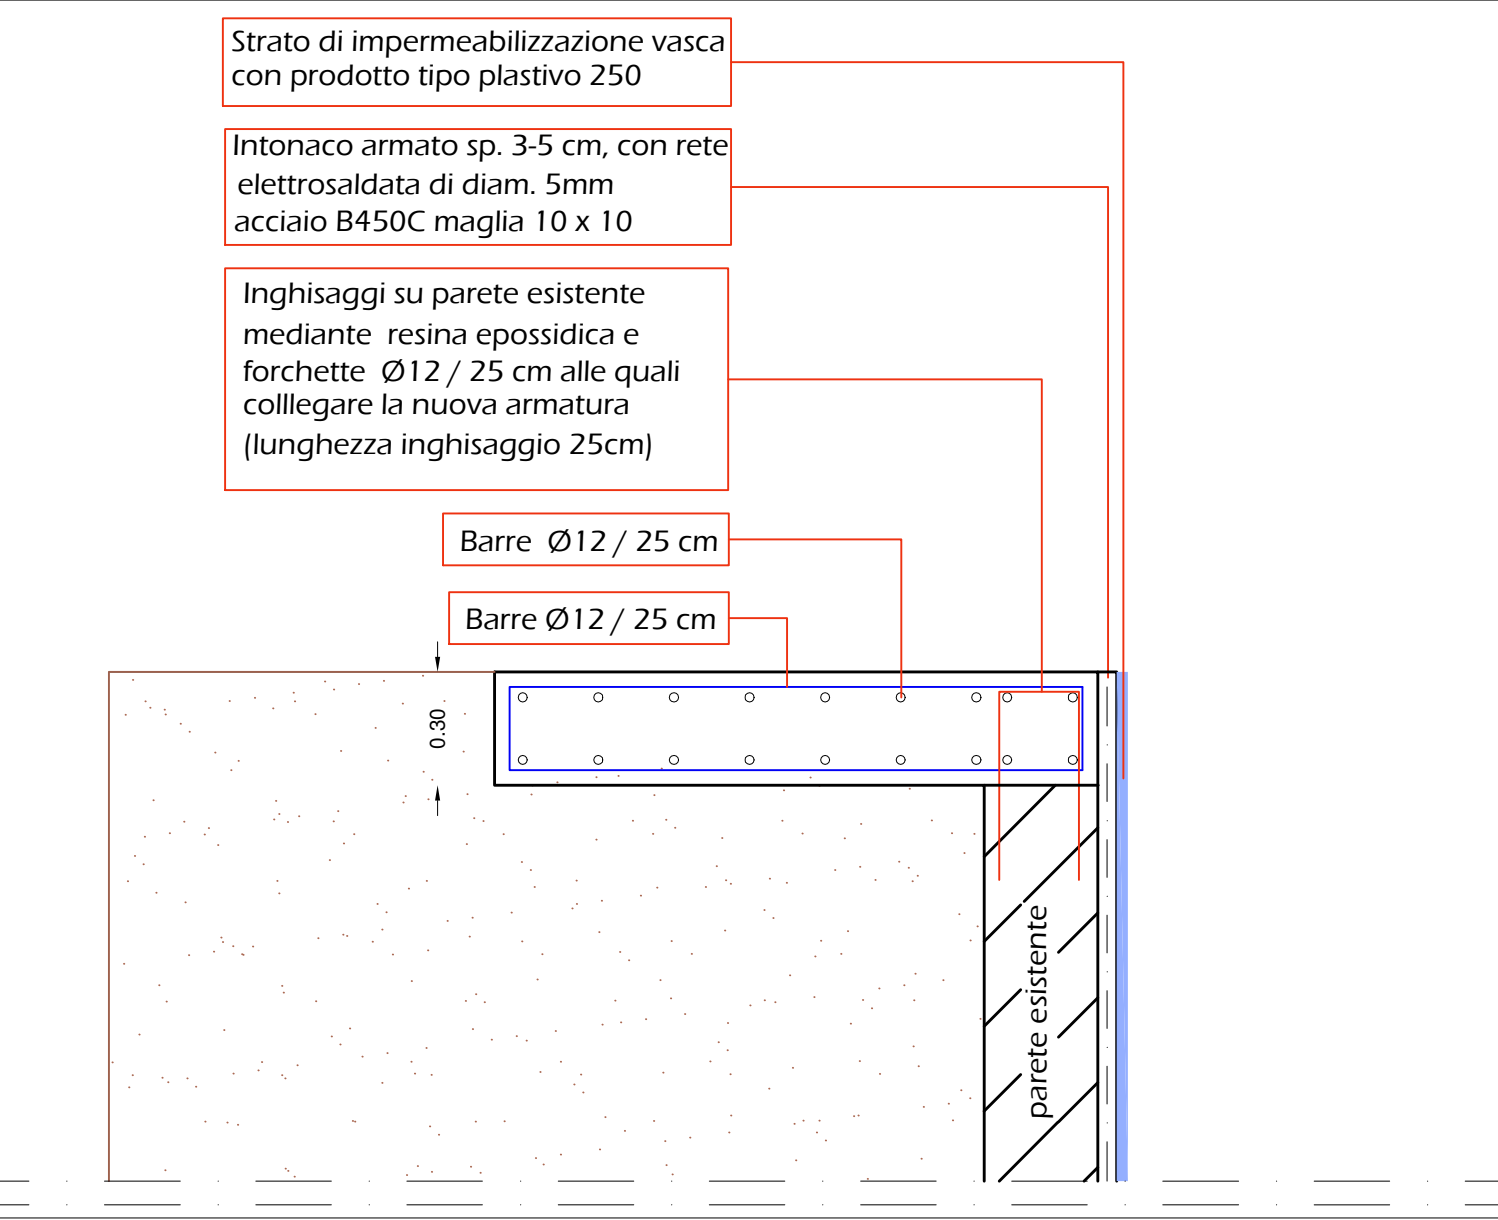 Strato di impermeabilizzazione vasca
con prodotto tipo plastivo 250
Intonaco armato sp. 3-5 cm, con rete
elettrosaldata di diam. 5mm
acciaio B450C maglia 10 x 10
Inghisaggi su parete esistente
mediante resina epossidica e
forchette Ø12 / 25 cm alle quali
colllegare la nuova armatura
(lunghezza inghisaggio 25cm)
Barre Ø12 / 25 cm
Barre Ø12 / 25 cm
0.30
parete esistente